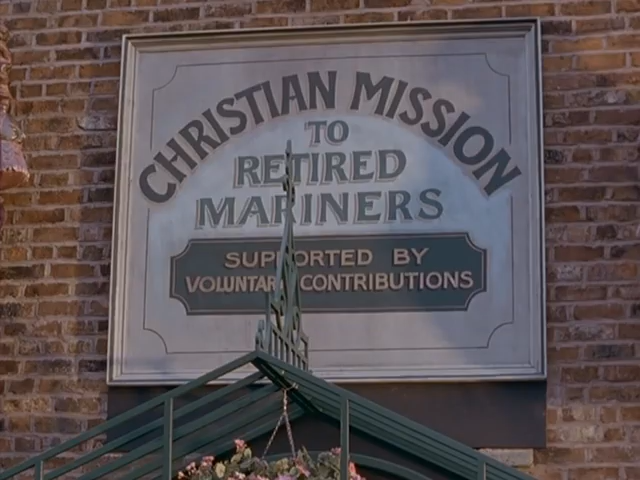 CHRISTIAN MISSION
TO
RETIRED
MARINERS
SUPPORTED BY
VOLUNTARY CONTRIBUTIONS